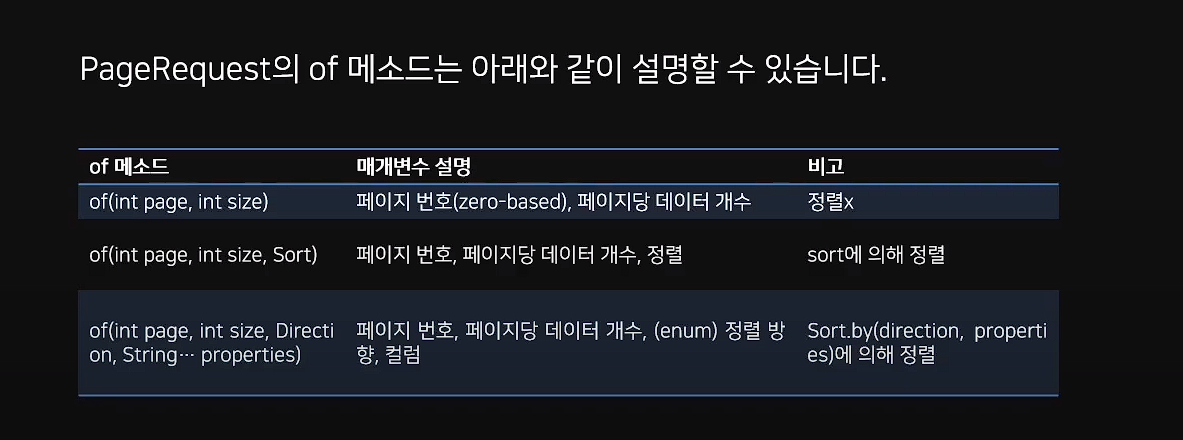 PageRequest의 of 메소드는 아래와 같이 설명할 수 있습니다.
of 메소드 매개변수 설명 비고
of(int page, int size) 페이지 번호(zero-based), 페이지당 데이터 개수 정렬x
of(int page, int size, Sort) 페이지 번호, 페이지당 데이터 개수, 정렬 sort에 의해 정렬
of(int page, int size, Directi 페이지 번호, 페이지당 데이터 개수, (enum) 정렬 방 Sort.by(direction, properti
on, String… properties) 향, 컬럼 es)에 의해 정렬